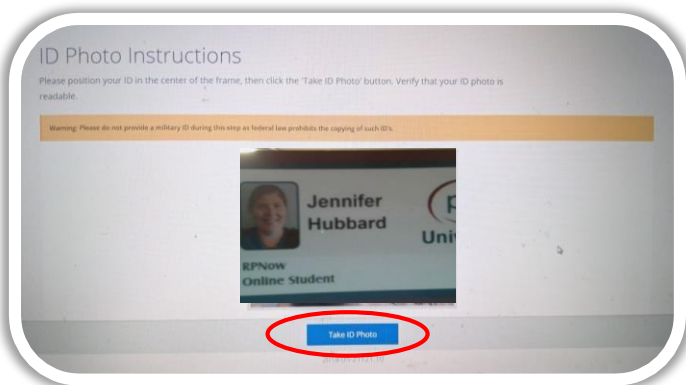 ID Photo Instructions
Please position your ID in the center of the frame, then click the 'Take ID Photo' button. Verify that your ID photo is
readable.
Warning: Please do not provide a military ID during this step as federal law prohibits the copying of such ID's.
Jennifer
Hubbard
Uni
RPNow
Online Student
Take ID Photo